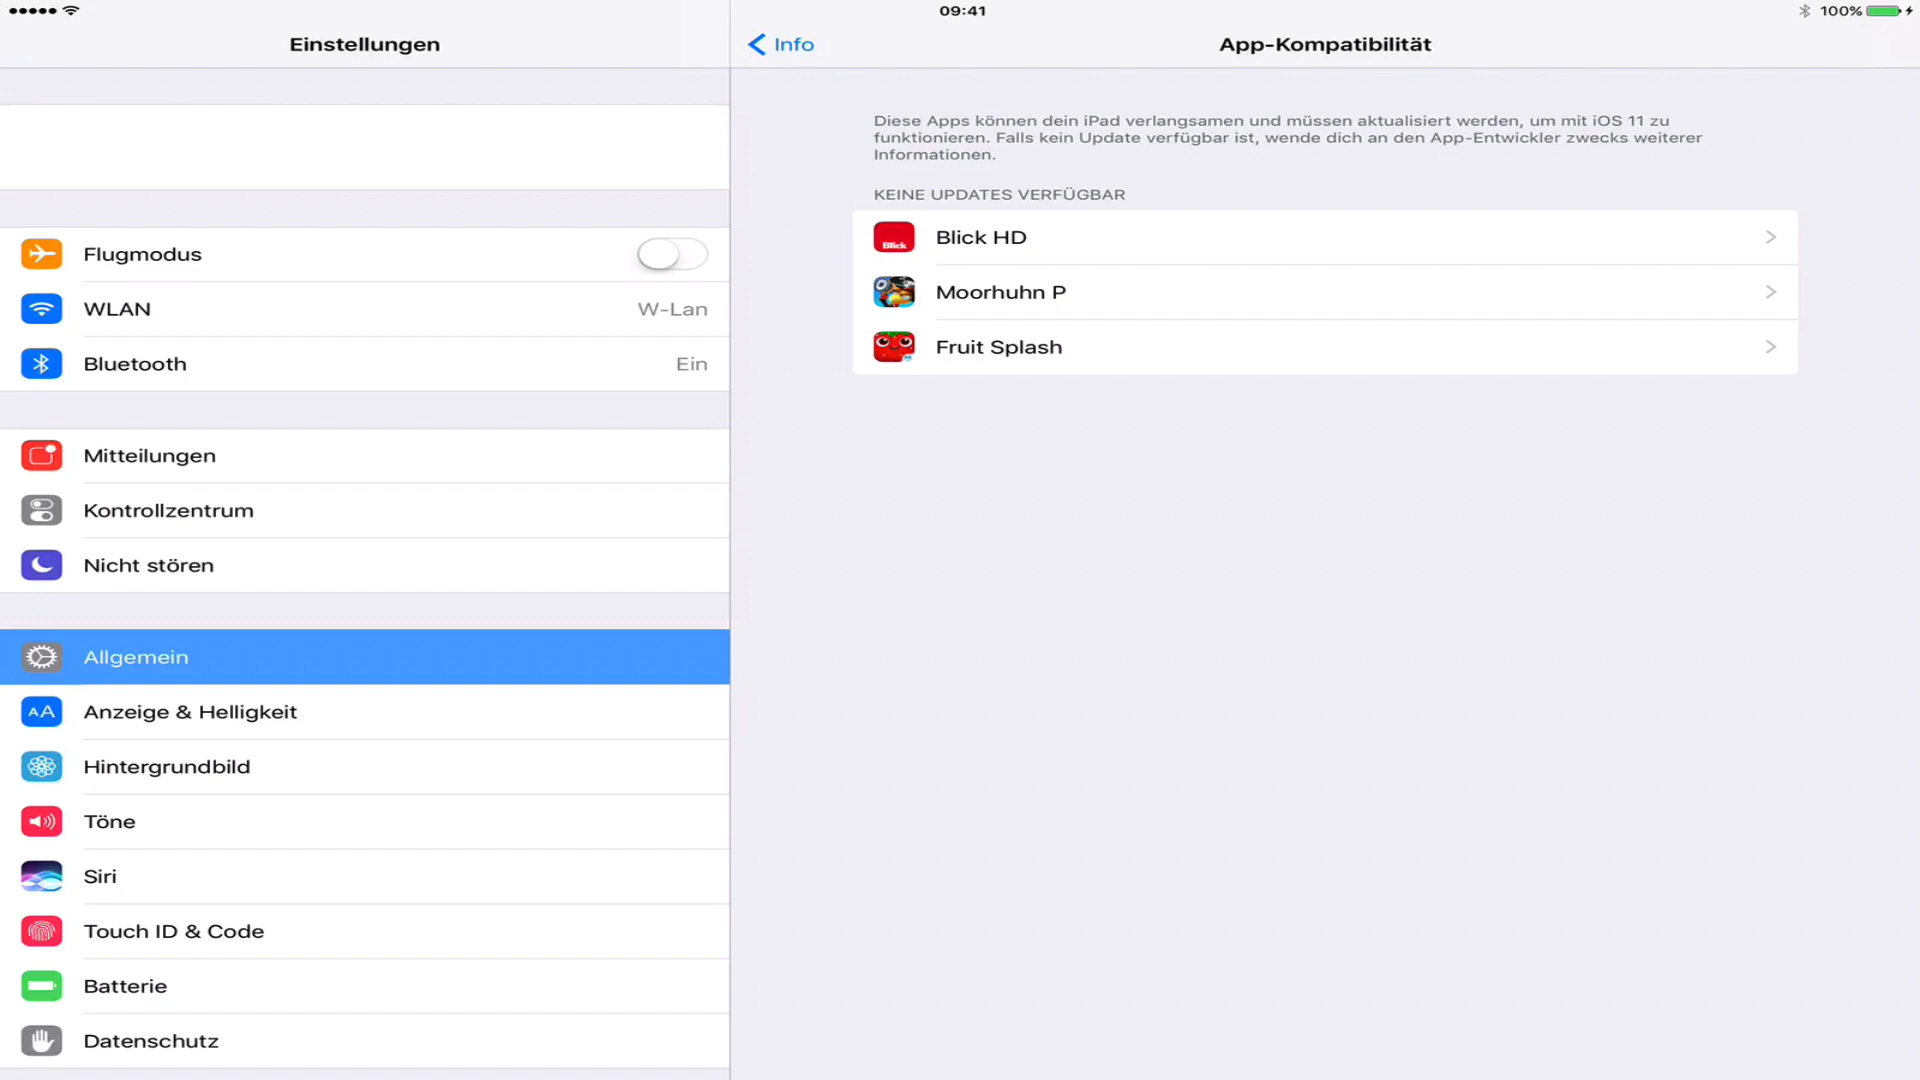 09:41
100%
Einstellungen
Info
App-Kompatibilität
Flugmodus
WLAN
W-Lan
Bluetooth
Ein
Mitteilungen
Kontrollzentrum
Nicht stören
Allgemein
AA
Anzeige & Helligkeit
Hintergrundbild
Töne
Siri
Touch ID & Code
Batterie
Datenschutz
Diese Apps können dein iPad verlangsamen und müssen aktualisiert werden, um mit iOS 11 zu
funktionieren. Falls kein Update verfügbar ist, wende dich an den App-Entwickler zwecks weiterer
Informationen.
KEINE UPDATES VERFÜGBAR
Blick
Blick HD
Moorhuhn P
Fruit Splash